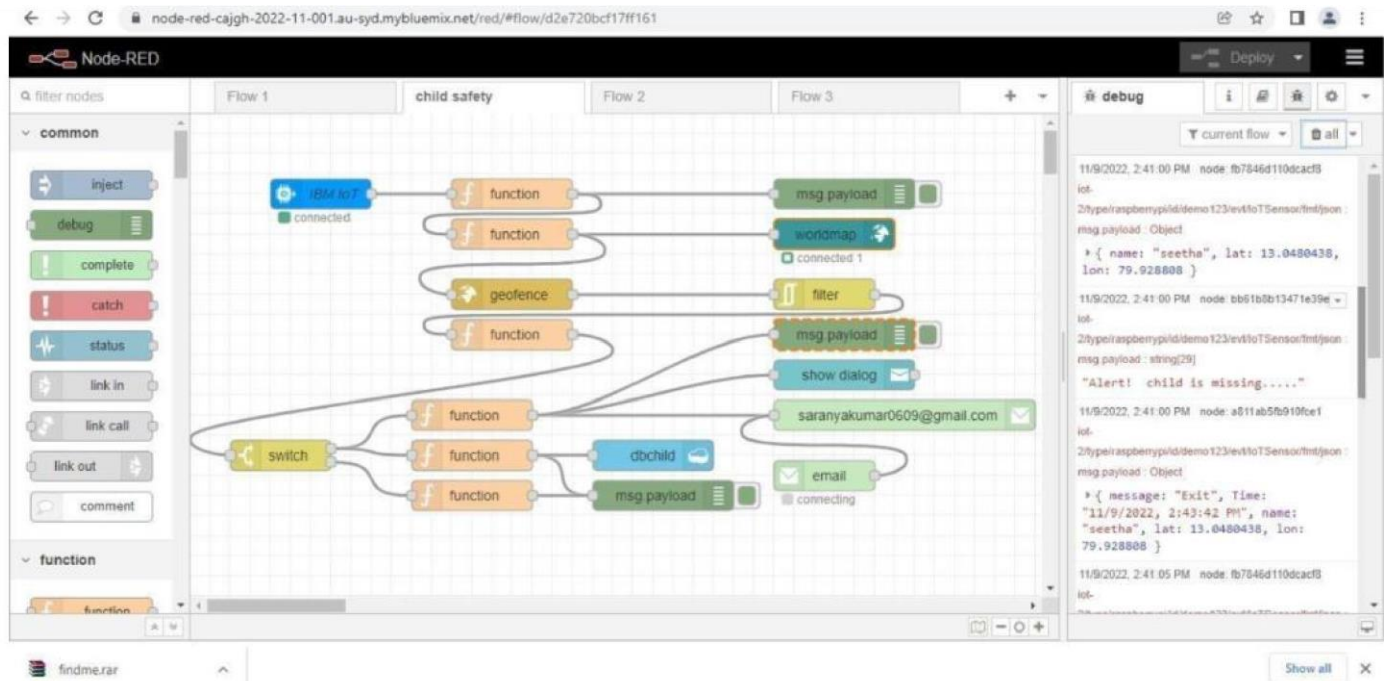 node-red-cajgh-2022-11-001.au-syd.mybluemix.net/red/#flow/d2e720bcf17ff161
Node-RED
Deploy
filter nodes
Flow 1
child safety
Flow 2
Flow 3
debug
i
current flow
all
common
inject
debug
complete
catch
status
link in
link call
link out
comment
function
function
IBM IoT
connected
function
msg.payload
function
worldmap
connected 1
geofence
filter
function
msg.payload
show dialog
function
saranyakumar0609@gmail.com
switch
function
dbchild
email
connecting
function
msg.payload
11/9/2022, 2:41:00 PM node: fb7846d110dcacf8
iot-
2/type/raspberrypi/id/demo123/evt/IoTSensor/fmt/json :
msg.payload : Object
{ name: "seetha", lat: 13.0480438,
lon: 79.928808 }
11/9/2022, 2:41:00 PM node: bb61b8b13471e39e
iot-
2/type/raspberrypi/id/demo123/evt/IoTSensor/fmt/json :
msg.payload : string[29]
"Alert! child is missing....."
11/9/2022, 2:41:00 PM node: a811ab5fb910fce1
iot-
2/type/raspberrypi/id/demo123/evt/IoTSensor/fmt/json :
msg.payload : Object
{ message: "Exit", Time:
"11/9/2022, 2:43:42 PM", name:
"seetha", lat: 13.0480438, lon:
79.928808 }
11/9/2022, 2:41:05 PM node: fb7846d110dcacf8
iot-
findme.rar
Show all